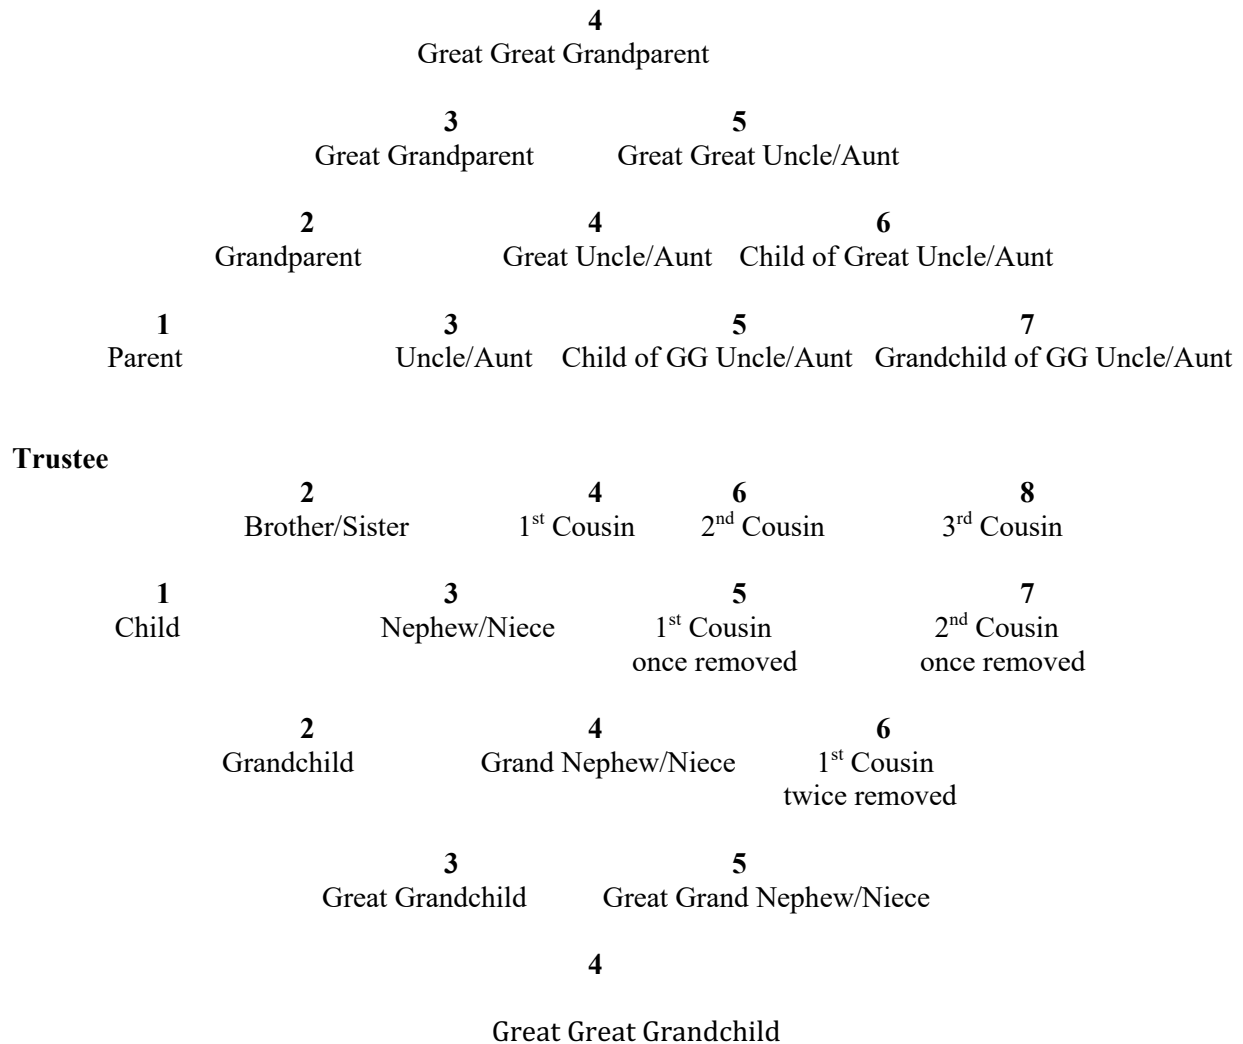 4
Great Great Grandparent
3 5
Great Grandparent Great Great Uncle/Aunt
2 4 6
Grandparent Great Uncle/Aunt Child of Great Uncle/Aunt
1 3 5 7
Parent Uncle/Aunt Child of GG Uncle/Aunt Grandchild of GG Uncle/Aunt
Trustee
2 4 6 8
Brother/Sister 1st Cousin 2nd Cousin 3rd Cousin
1 3 5 7
Child Nephew/Niece 1st Cousin 2nd Cousin
once removed once removed
2 4 6
Grandchild Grand Nephew/Niece 1st Cousin
twice removed
3 5
Great Grandchild Great Grand Nephew/Niece
4
Great Great Grandchild